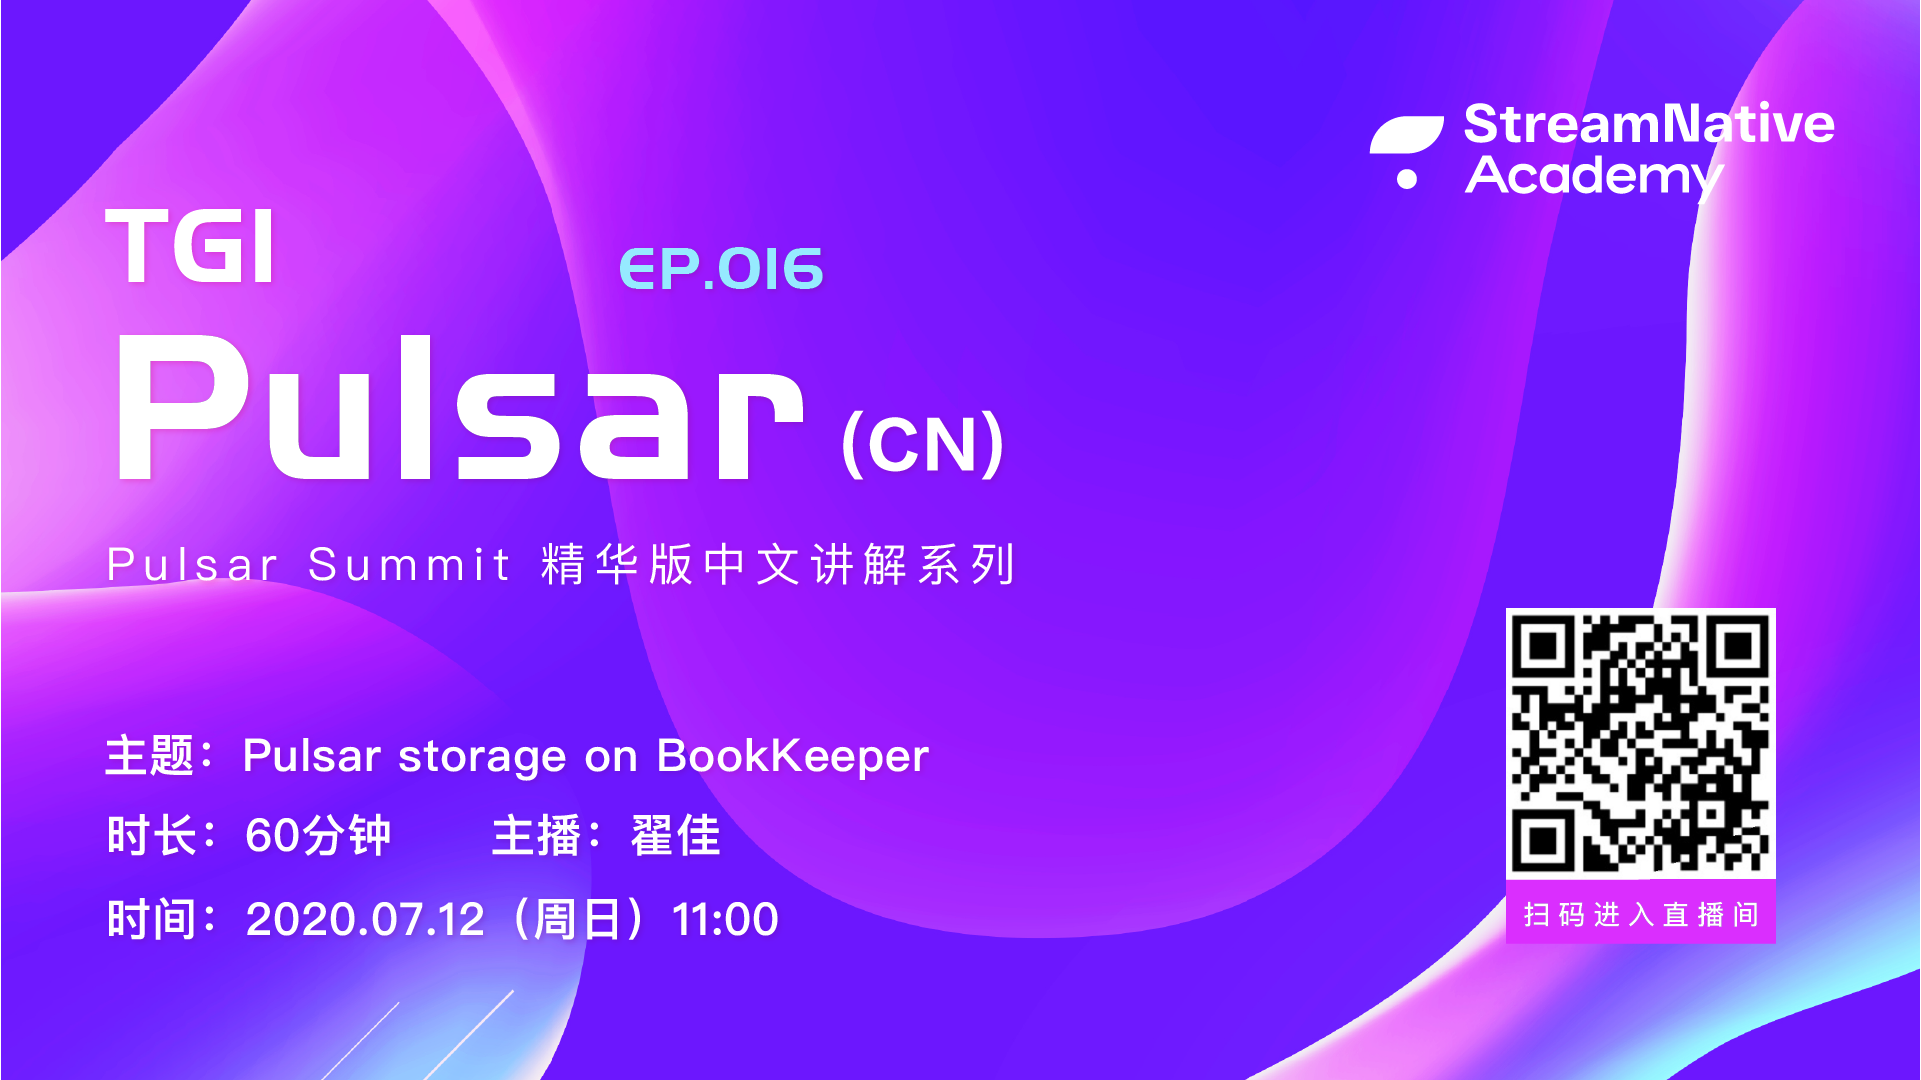 StreamNative
Academy
TGI
EP.016
Pulsar (CN)
Pulsar Summit 精华版中文讲解系列
主题：Pulsar storage on BookKeeper
时长：60分钟 主播：翟佳
时间：2020.07.12（周日）11:00
扫码进入直播间